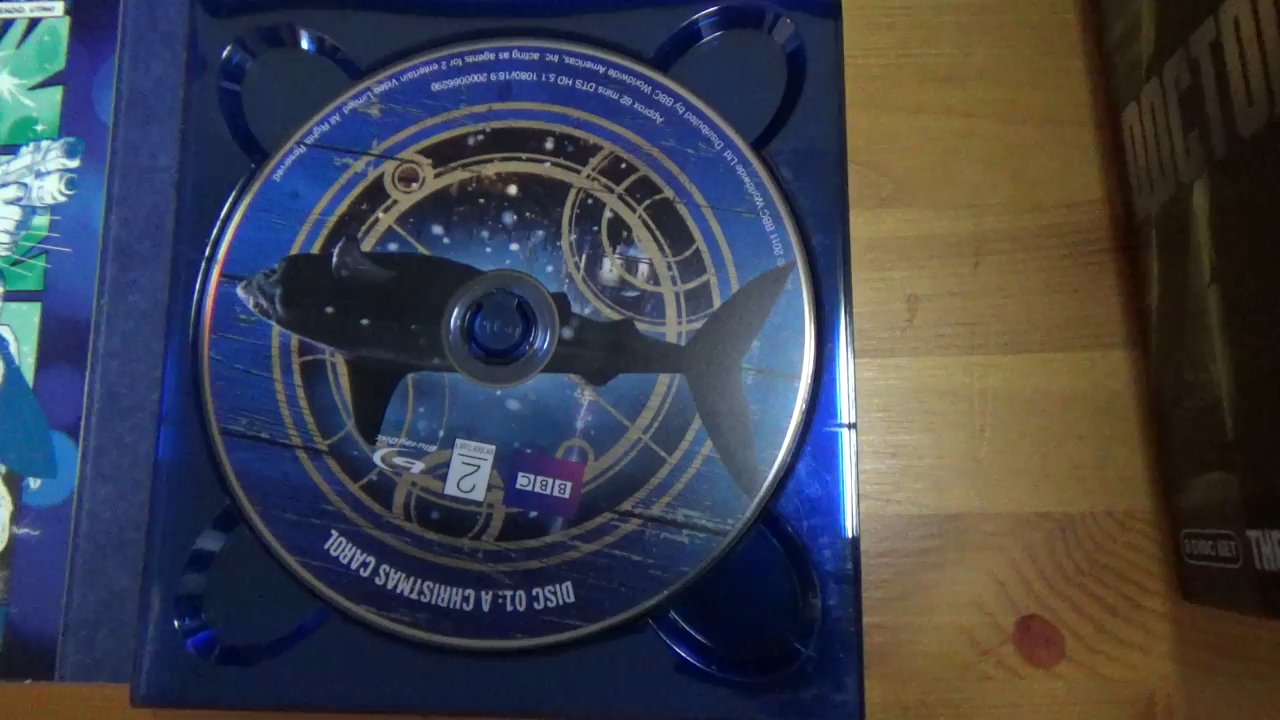 DISC 01: A CHRISTMAS CAROL
BBC
2
entertain
Blu-ray Disc
2011 BBC Worldwide Ltd. Distributed by BBC Worldwide Americas, Inc. acting as agents for 2 entertain Video Limited. All Rights Reserved.
Approx 62 mins DTS HD 5.1 1080i/16:9 2000066290
DOCTO
DISC SET